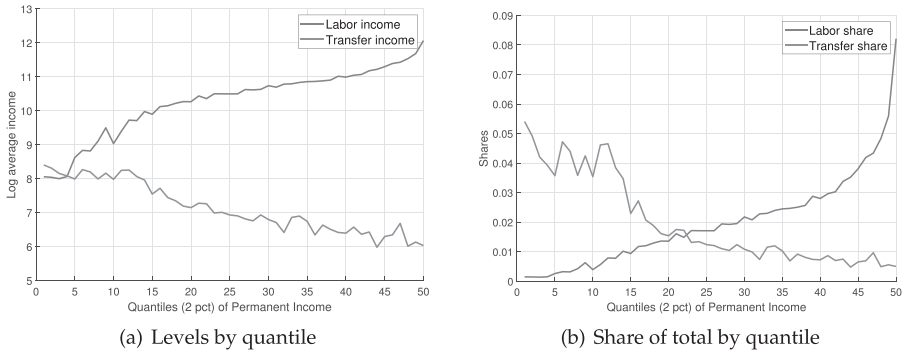 13
12
11
10
9
8
7
6
5
Log average income
Labor income
Transfer income
0 5 10 15 20 25 30 35 40 45 50
Quantiles (2 pct) of Permanent Income
(a) Levels by quantile
0.09
0.08
0.07
0.06
0.05
0.04
0.03
0.02
0.01
0
Shares
Labor share
Transfer share
0 5 10 15 20 25 30 35 40 45 50
Quantiles (2 pct) of Permanent Income
(b) Share of total by quantile